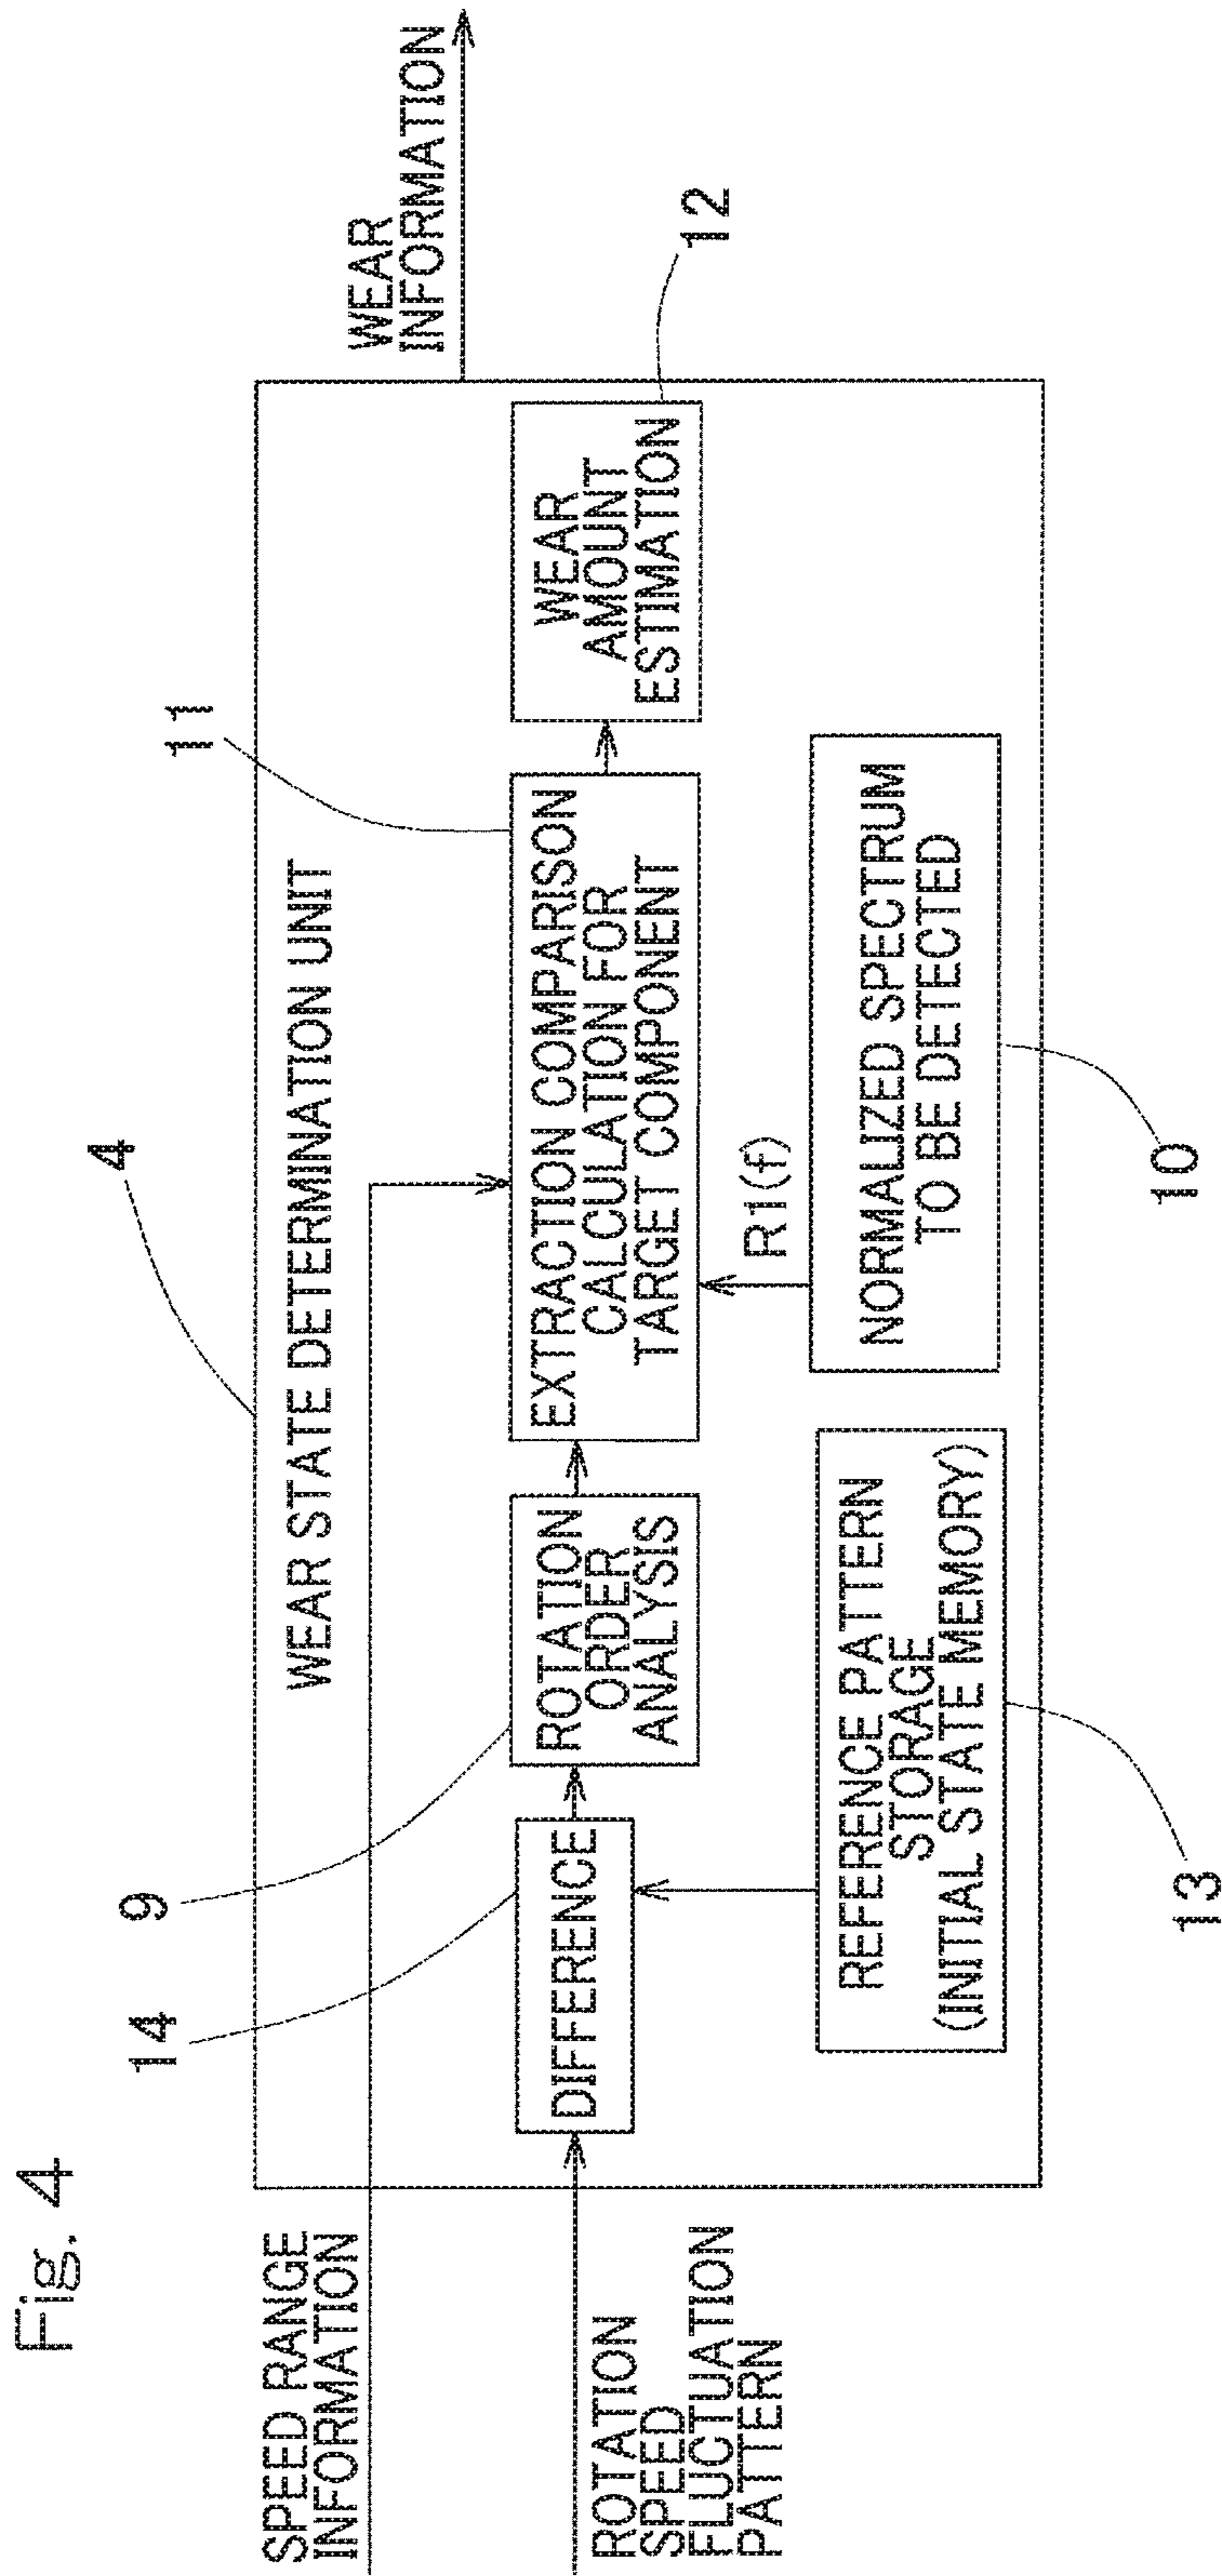 Fig. 4
SPEED RANGE
INFORMATION
ROTATION
SPEED
FLUCTUATION
PATTERN
4
WEAR STATE DETERMINATION UNIT
14
DIFFERENCE
9
ROTATION
ORDER
ANALYSIS
11
EXTRACTION COMPARISON
CALCULATION FOR
TARGET COMPONENT
12
WEAR
AMOUNT
ESTIMATION
WEAR
INFORMATION
R1(f)
REFERENCE PATTERN
STORAGE
(INITIAL STATE MEMORY)
13
NORMALIZED SPECTRUM
TO BE DETECTED
10